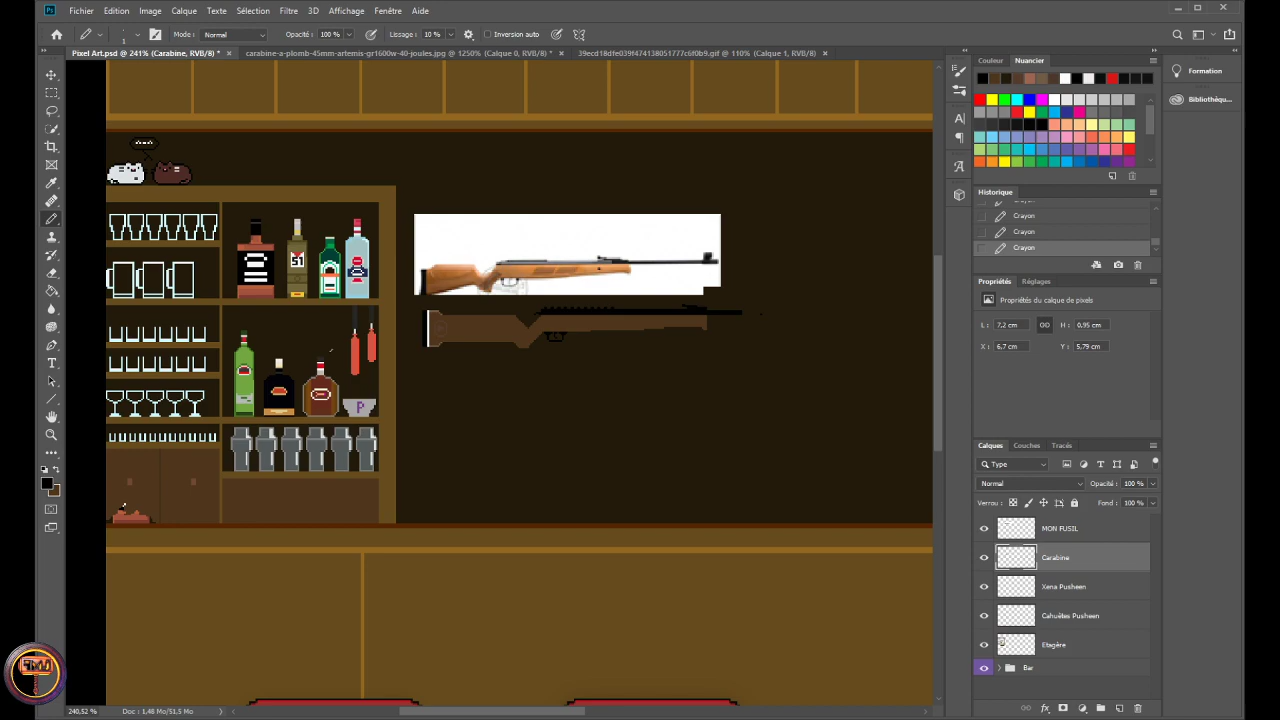 Ps Fichier Edition Image Calque Texte Sélection Filtre 3D Affichage Fenêtre Aide
1 Mode : Normal Opacité : 100 % Lissage : 10 % Inversion auto
Pixel Art.psd @ 241% (Carabine, RVB/8) * × carabine-a-plomb-45mm-artemis-gr1600w-40-joules.jpg @ 1250% (Calque 0, RVB/8) * × 39ecd18dfe039f474138051777c6f0b9.gif @ 110% (Calque 1, RVB/8) ×
Couleur Nuancier
Formation
Bibliothèqu...
51
P
Historique
Crayon
Crayon
Crayon
Propriétés Réglages
Propriétés du calque de pixels
L : 7,2 cm H : 0,95 cm
X : 6,7 cm Y : 5,79 cm
Calques Couches Tracés
Type
Normal Opacité : 100 %
Verrou : Fond : 100 %
MON FUSIL
Carabine
Xena Pusheen
Cahuètes Pusheen
Etagère
Bar
fx
240,52 % Doc : 1,48 Mo/51,5 Mo